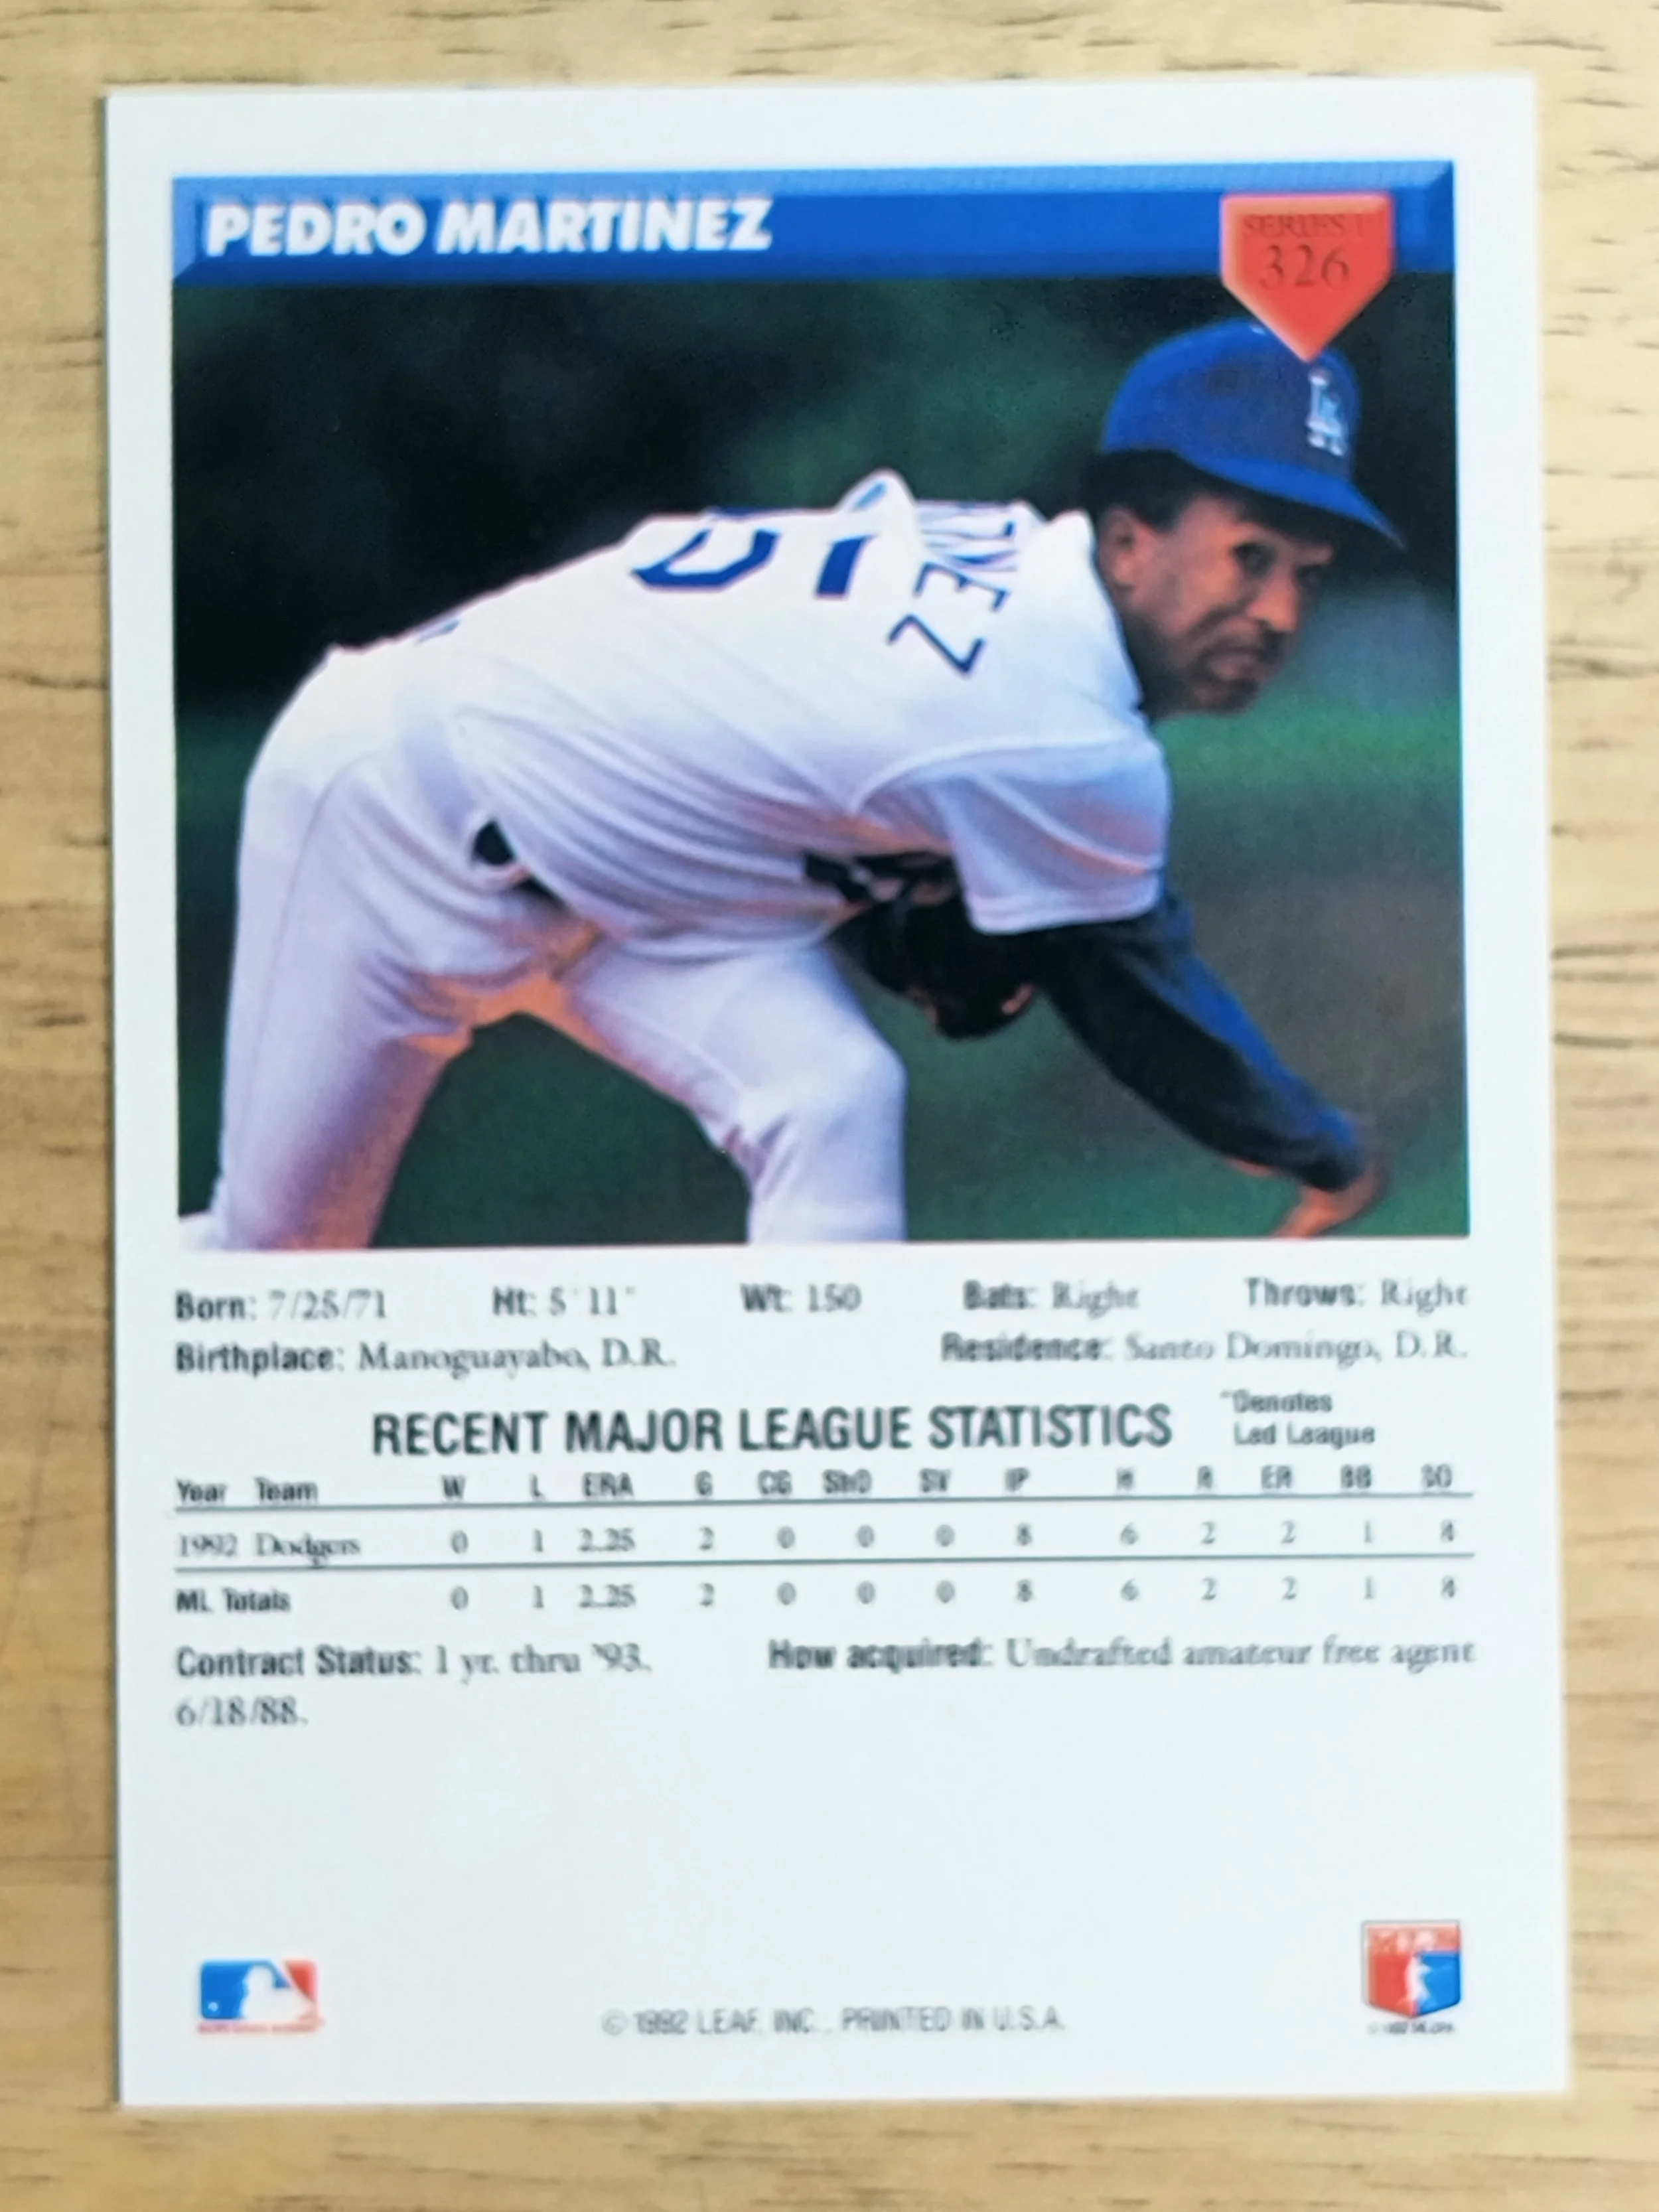 PEDRO MARTINEZ
SERIES 1
326
LA
TINEZ
Born: 7/25/71 Ht: 5'11" Wt: 150 Bats: Right Throws: Right
Birthplace: Manoguayabo, D.R. Residence: Santo Domingo, D.R.
RECENT MAJOR LEAGUE STATISTICS *Denotes
Led League
Year Team W L ERA G CG ShO SV IP H R ER BB SO
1992 Dodgers 0 1 2.25 2 0 0 0 8 6 2 2 1 8
ML Totals 0 1 2.25 2 0 0 0 8 6 2 2 1 8
Contract Status: 1 yr. thru '93. How acquired: Undrafted amateur free agent
6/18/88.
© 1992 LEAF, INC., PRINTED IN U.S.A.